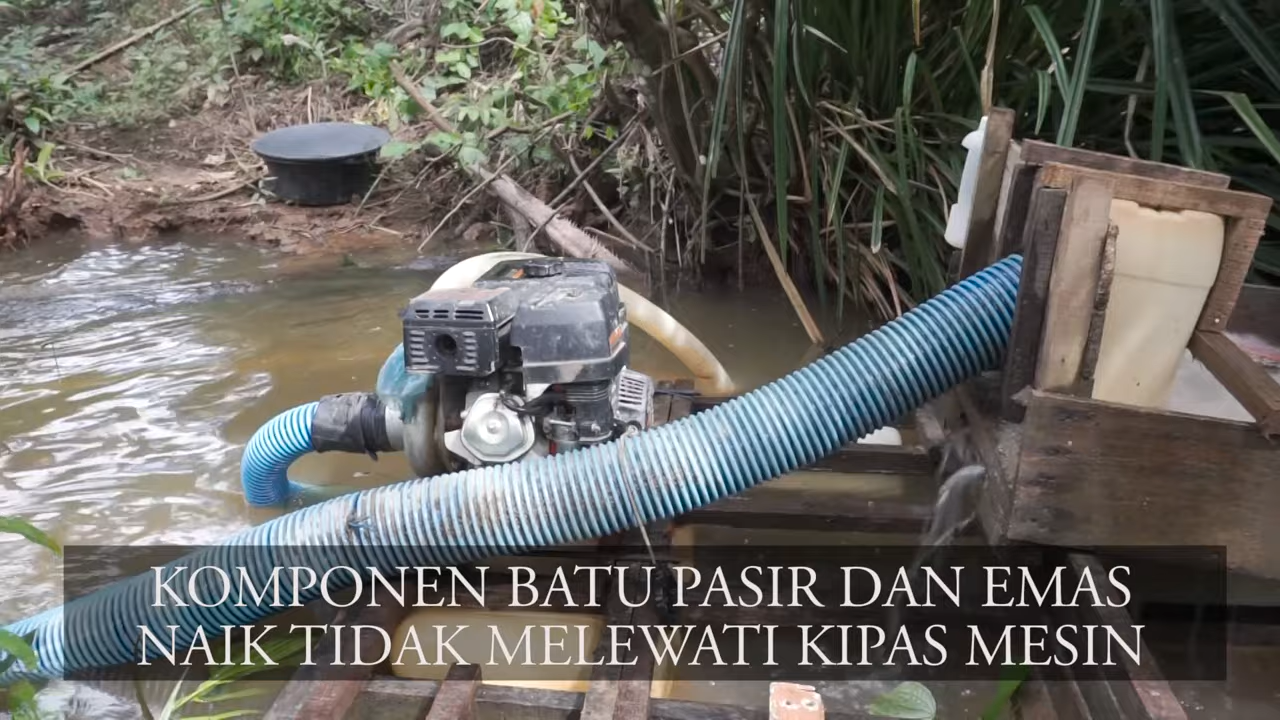 KOMPONEN BATU PASIR DAN EMAS
NAIK TIDAK MELEWATI KIPAS MESIN